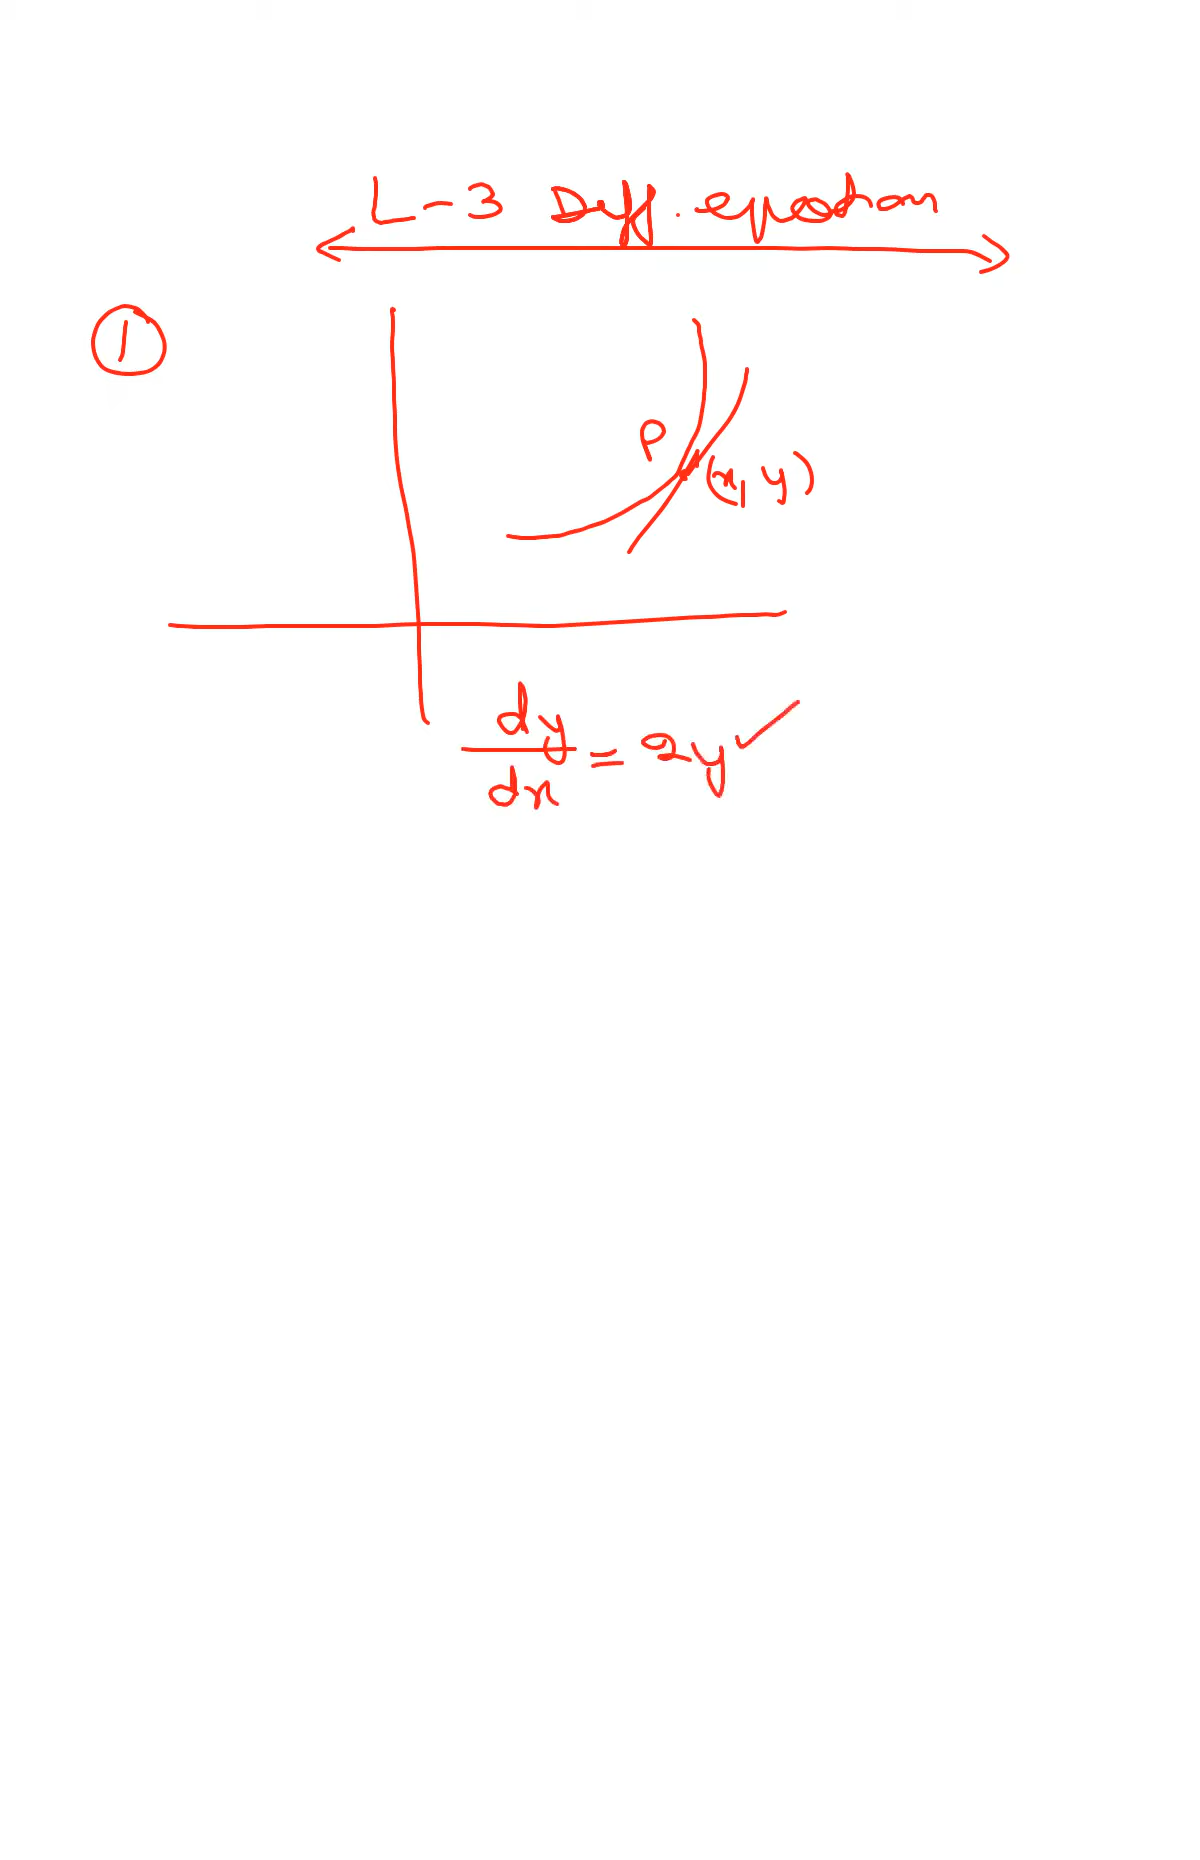 L-3 Diff. equation
①
P
(x, y)
dy/dx = 2y ✓